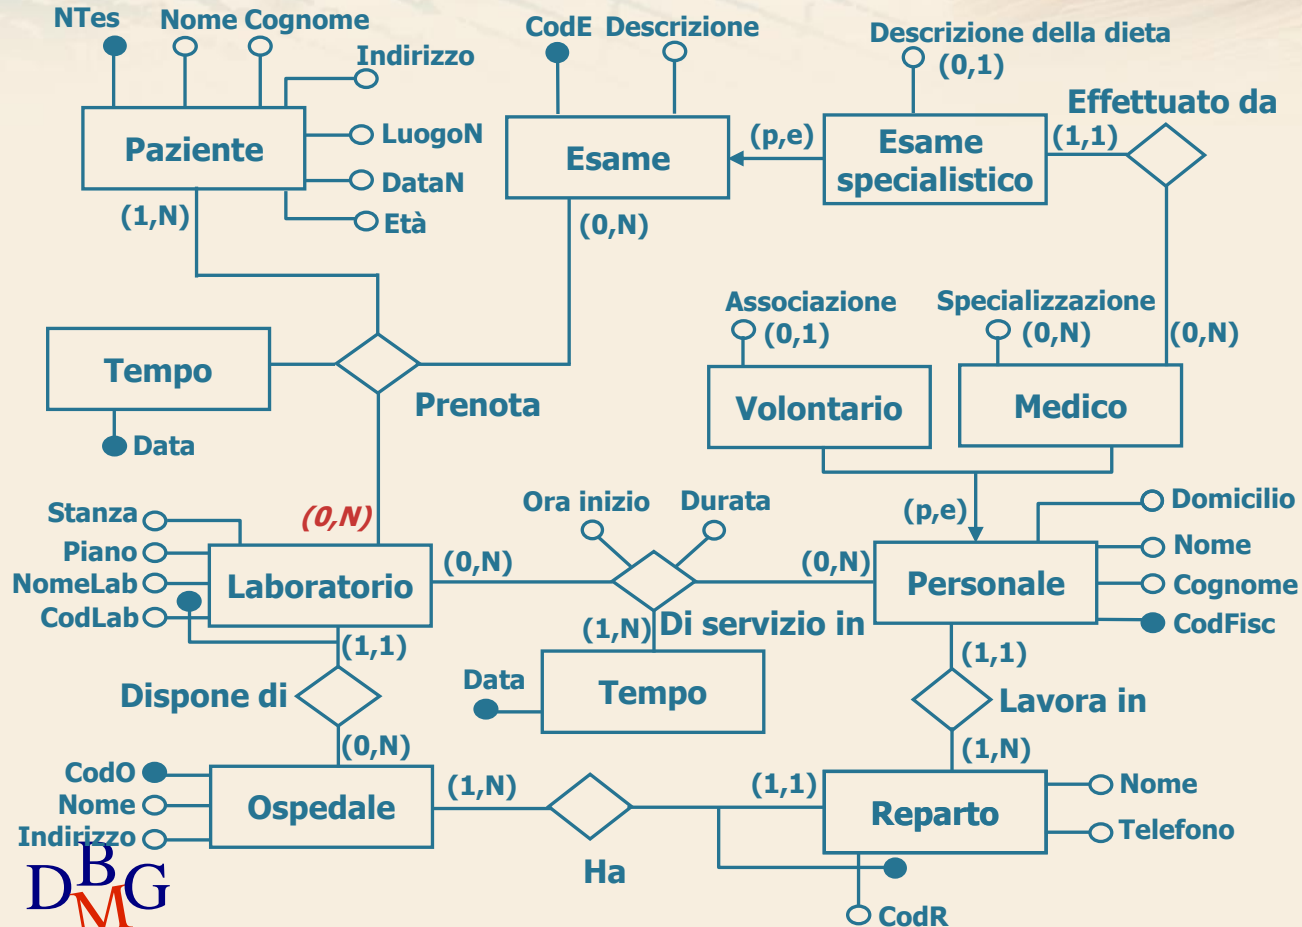 NTes
Nome Cognome
Indirizzo
Paziente
LuogoN
DataN
Età
(1,N)
CodE Descrizione
Esame
(0,N)
(p,e)
Descrizione della dieta
(0,1)
Esame
specialistico
Effettuato da
(1,1)
(0,N)
Tempo
Data
Prenota
Associazione
(0,1)
Volontario
Specializzazione
(0,N)
Medico
(p,e)
Stanza
Piano
NomeLab
CodLab
(0,N)
Laboratorio
(1,1)
(0,N)
Ora inizio
Durata
(0,N)
Di servizio in
(1,N)
Data
Tempo
Personale
Domicilio
Nome
Cognome
CodFisc
(1,1)
Lavora in
(1,N)
Dispone di
(0,N)
CodO
Nome
Indirizzo
Ospedale
(1,N)
Ha
(1,1)
Reparto
Nome
Telefono
CodR
DBMG